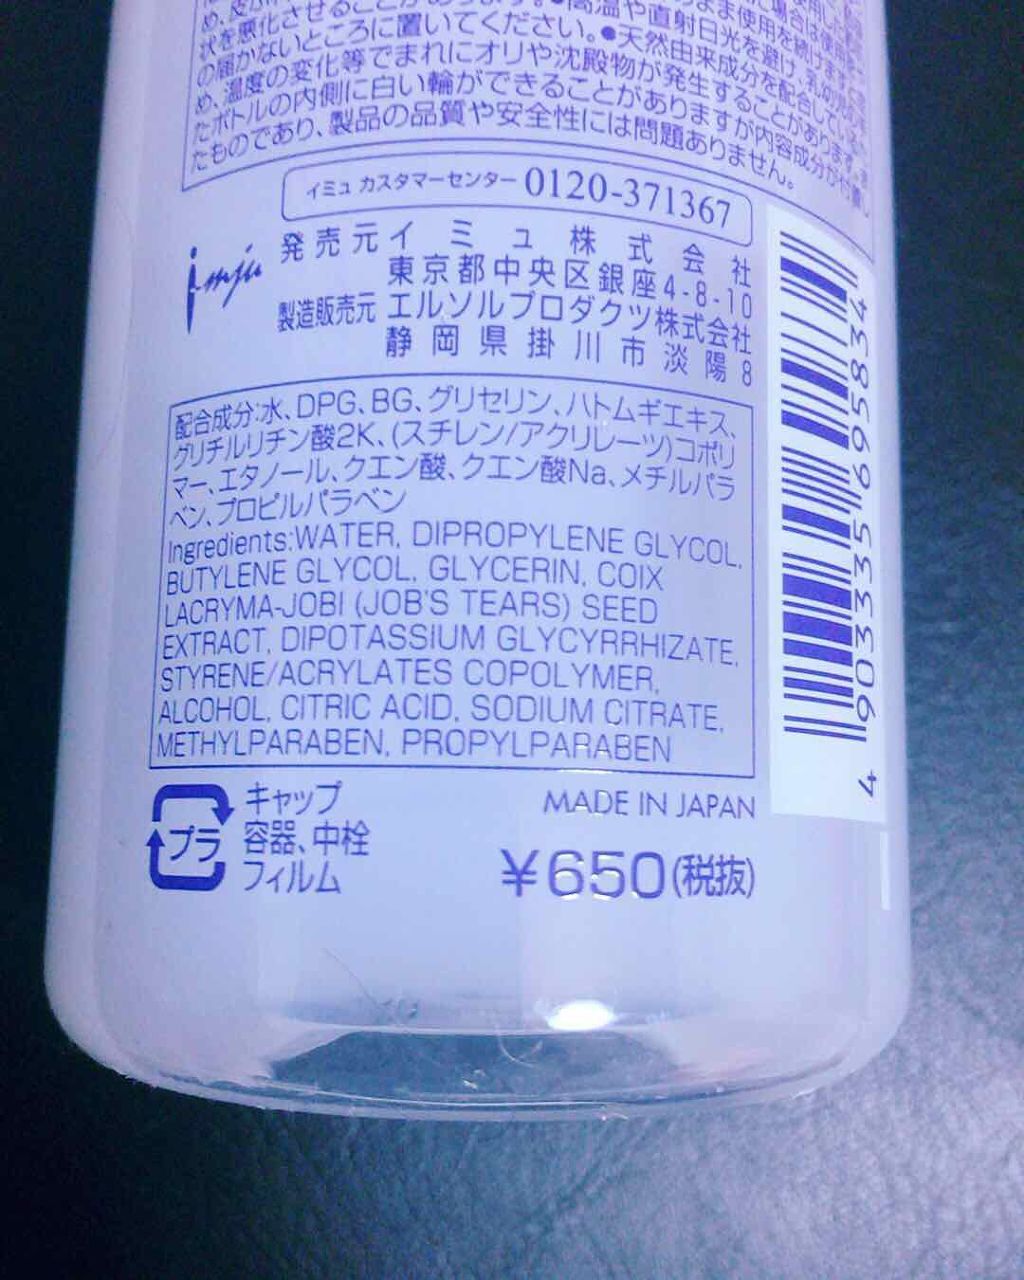 状を悪化させることがあります。●高温や直射日光を避け、乳幼児の手
の届かないところに置いてください。●天然由来成分を配合しているた
め、温度の変化等でまれにオリや沈殿物が発生することがあります。ま
たボトルの内側に白い輪ができることがありますが内容成分が付着し
たものであり、製品の品質や安全性には問題ありません。
イミュ カスタマーセンター 0120-371367
imju
発売元 イミュ株式会社
東京都中央区銀座4-8-10
製造販売元 エルソルプロダクツ株式会社
静岡県掛川市淡陽8
配合成分:水、DPG、BG、グリセリン、ハトムギエキス、
グリチルリチン酸2K、(スチレン/アクリレーツ)コポリ
マー、エタノール、クエン酸、クエン酸Na、メチルパラ
ベン、プロピルパラベン
Ingredients:WATER, DIPROPYLENE GLYCOL,
BUTYLENE GLYCOL, GLYCERIN, COIX
LACRYMA-JOBI (JOB'S TEARS) SEED
EXTRACT, DIPOTASSIUM GLYCYRRHIZATE,
STYRENE/ACRYLATES COPOLYMER,
ALCOHOL, CITRIC ACID, SODIUM CITRATE,
METHYLPARABEN, PROPYLPARABEN
プラ
キャップ
容器、中栓
フィルム
MADE IN JAPAN
¥650(税抜)
4 903335 695834